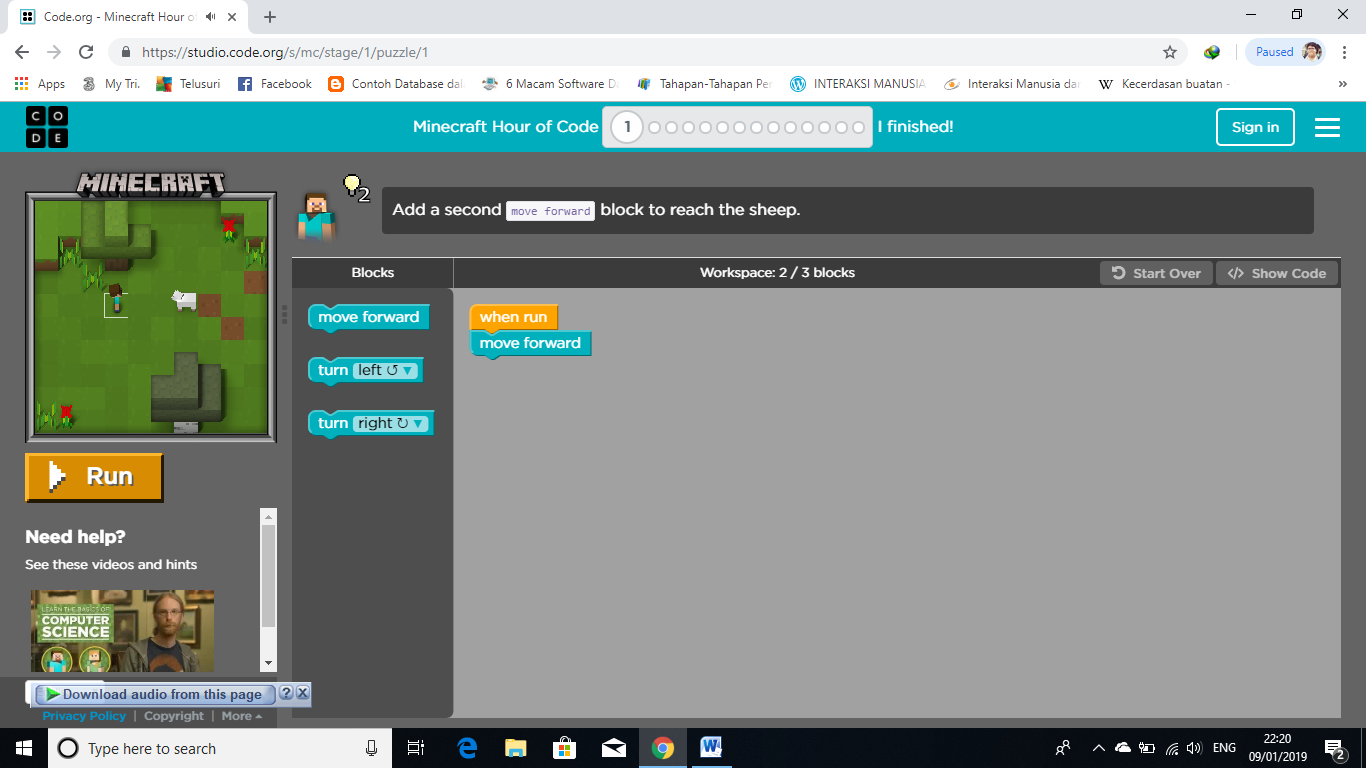 Code.org - Minecraft Hour of
https://studio.code.org/s/mc/stage/1/puzzle/1
Paused
Apps
My Tri.
Telusuri
Facebook
Contoh Database dal
6 Macam Software D
Tahapan-Tahapan Per
INTERAKSI MANUSIA
Interaksi Manusia dan
Kecerdasan buatan -
»
C O
D E
Minecraft Hour of Code
1
I finished!
Sign in
MINECRAFT
2
Add a second move forward block to reach the sheep.
Blocks
Workspace: 2 / 3 blocks
Start Over
Show Code
move forward
turn left
turn right
when run
move forward
Run
Need help?
See these videos and hints
LEARN THE BASICS OF
COMPUTER
SCIENCE
Download audio from this page
Privacy Policy | Copyright | More
Type here to search
ENG
22:20
09/01/2019
2